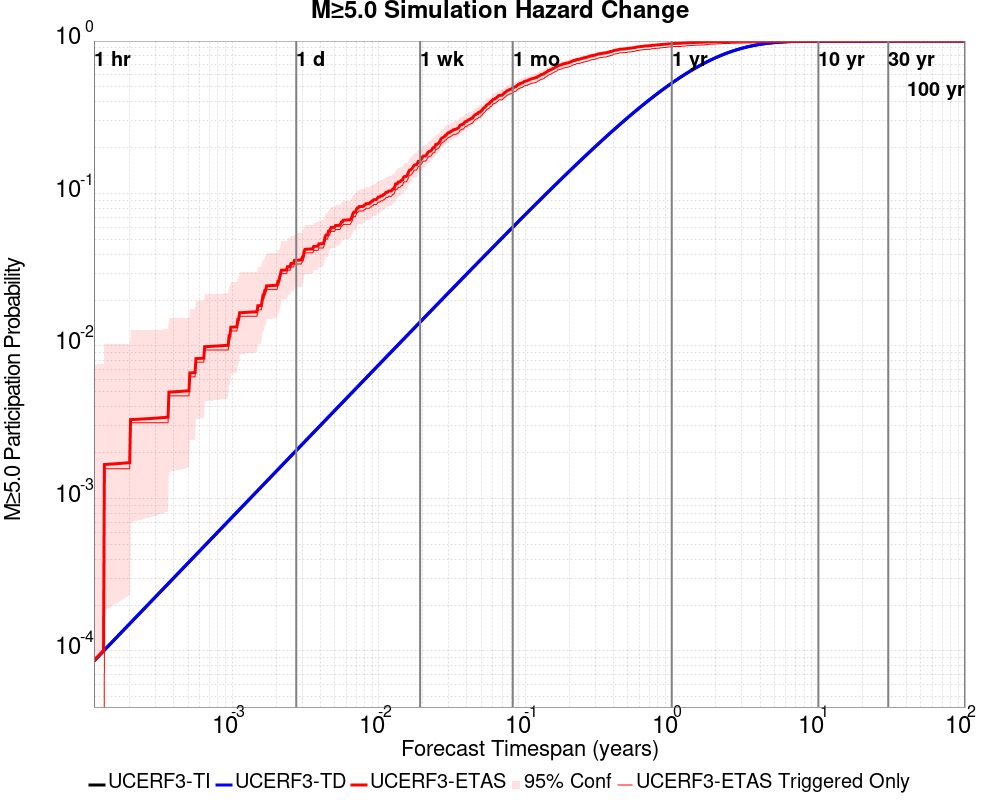 M≥5.0 Simulation Hazard Change
10^0
10^-1
10^-2
10^-3
10^-4
M≥5.0 Participation Probability
1 hr
1 d
1 wk
1 mo
1 yr
10 yr
30 yr
100 yr
10^-3
10^-2
10^-1
10^0
10^1
10^2
Forecast Timespan (years)
UCERF3-TI UCERF3-TD UCERF3-ETAS 95% Conf UCERF3-ETAS Triggered Only